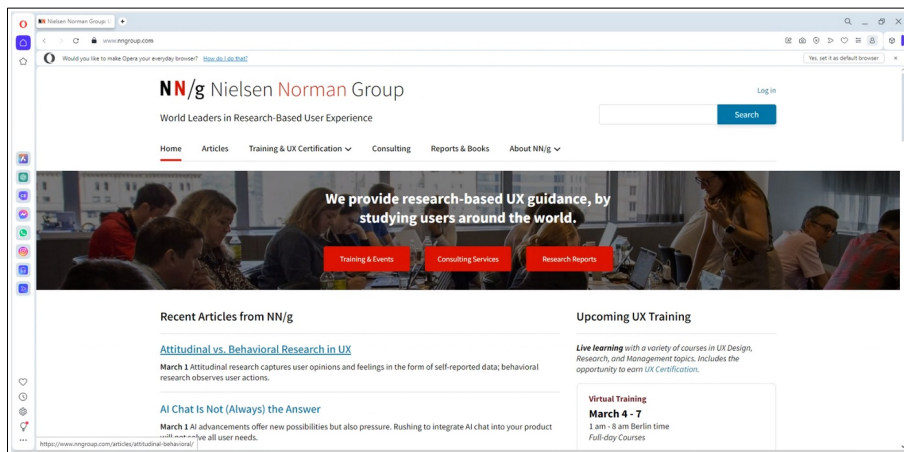 Nielsen Norman Group
www.nngroup.com
Would you like to make Opera your everyday browser? How do I do that?
Yes, set it as default browser
NN/g Nielsen Norman Group
Log in
World Leaders in Research-Based User Experience
Search
Home Articles Training & UX Certification Consulting Reports & Books About NN/g
We provide research-based UX guidance, by
studying users around the world.
Training & Events Consulting Services Research Reports
Recent Articles from NN/g
Attitudinal vs. Behavioral Research in UX
March 1 Attitudinal research captures user opinions and feelings in the form of self-reported data; behavioral
research observes user actions.
AI Chat Is Not (Always) the Answer
March 1 AI advancements offer new possibilities but also pressure. Rushing to integrate AI chat into your product
will not solve all user needs.
Upcoming UX Training
Live learning with a variety of courses in UX Design,
Research, and Management topics. Includes the
opportunity to earn UX Certification.
Virtual Training
March 4 - 7
1 am - 8 am Berlin time
Full-day Courses
https://www.nngroup.com/articles/attitudinal-behavioral/